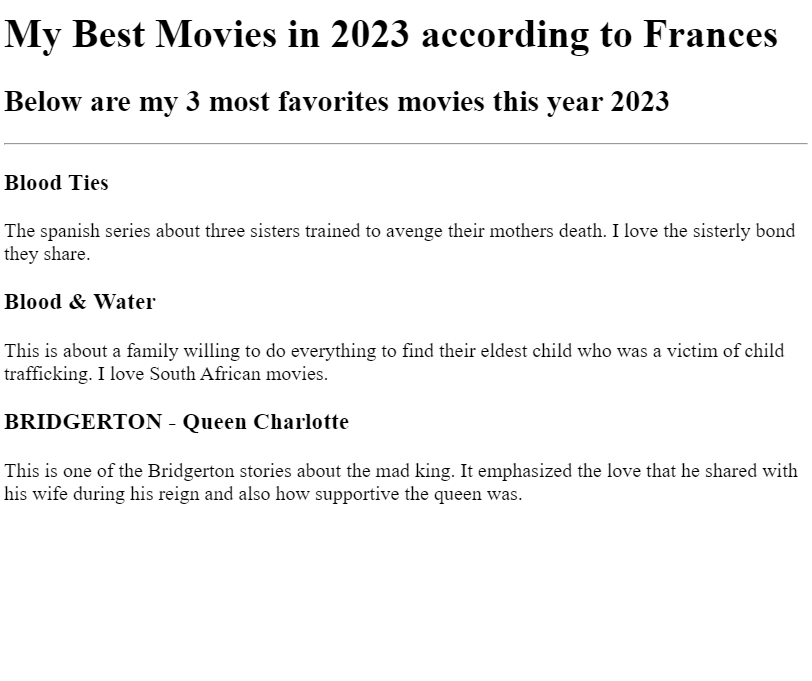 My Best Movies in 2023 according to Frances
Below are my 3 most favorites movies this year 2023
Blood Ties
The spanish series about three sisters trained to avenge their mothers death. I love the sisterly bond
they share.
Blood & Water
This is about a family willing to do everything to find their eldest child who was a victim of child
trafficking. I love South African movies.
BRIDGERTON - Queen Charlotte
This is one of the Bridgerton stories about the mad king. It emphasized the love that he shared with
his wife during his reign and also how supportive the queen was.